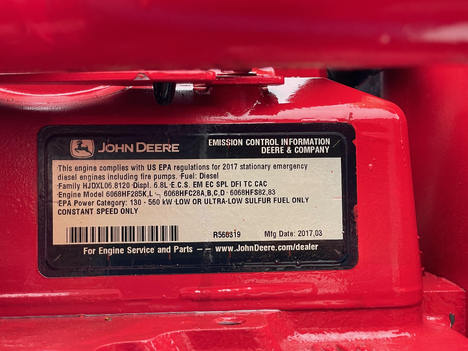 JOHN DEERE
EMISSION CONTROL INFORMATION
DEERE & COMPANY
This engine complies with US EPA regulations for 2017 stationary emergency
diesel engines including fire pumps. Fuel: Diesel
Family HJDXL06.8120 Displ. 6.8L E.C.S. EM EC SPL DFI TC CAC
Engine Model 6068HF285K,L -, 6068HFC28A,B,C,D - 6068HFS82,83
EPA Power Category: 130 - 560 kW LOW OR ULTRA-LOW SULFUR FUEL ONLY
CONSTANT SPEED ONLY
R568319 Mfg Date: 2017.03
For Engine Service and Parts -- www.JohnDeere.com/dealer